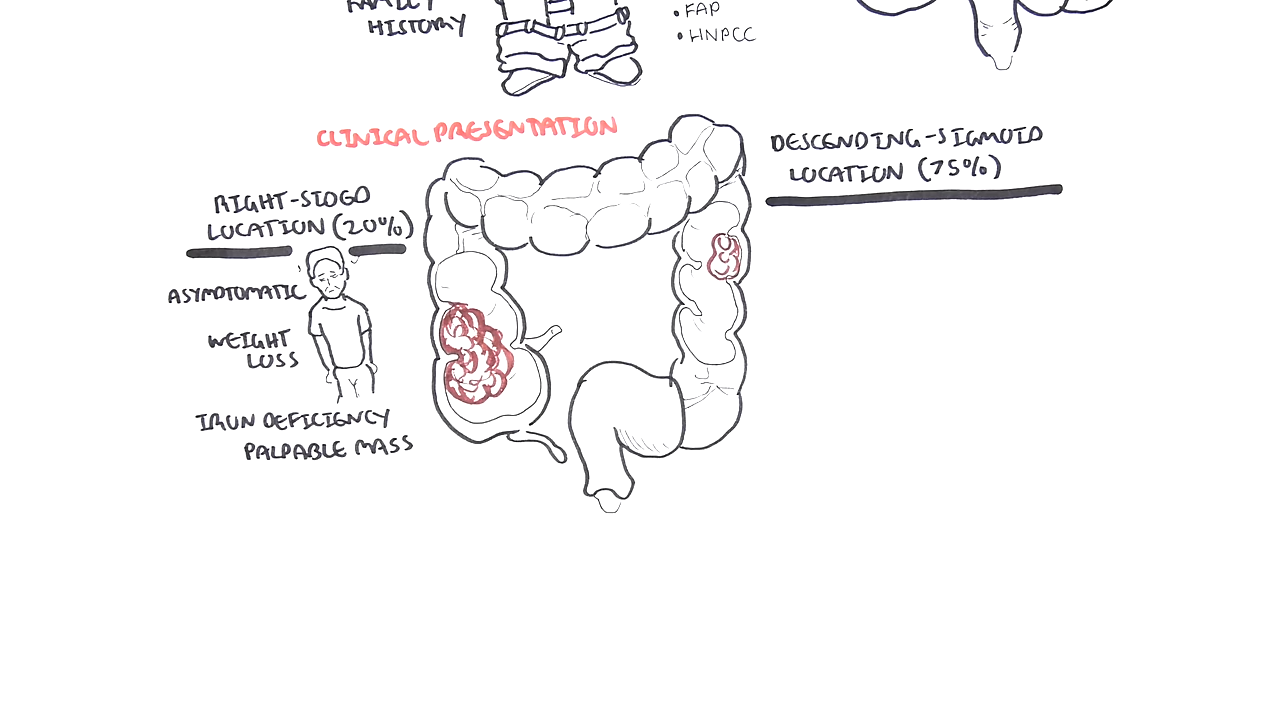 FAMILY
HISTORY
• FAP
• HNPCC
CLINICAL PRESENTATION
DESCENDING-SIGMOID
LOCATION (75%)
RIGHT-SIDED
LOCATION (20%)
ASYMPTOMATIC
WEIGHT
LOSS
IRON DEFICIENCY
PALPABLE MASS